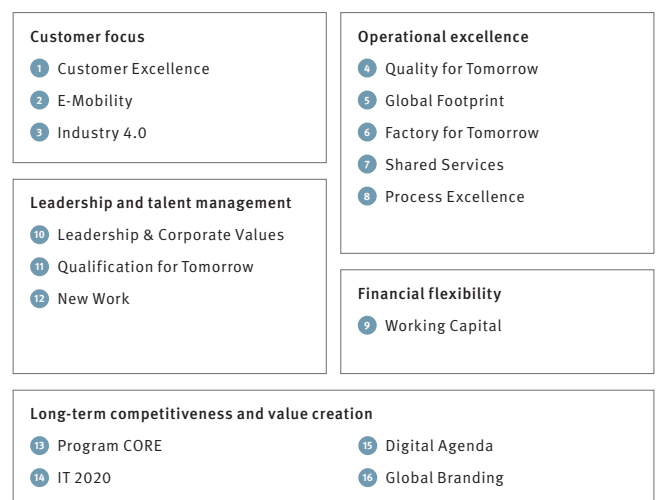 Customer focus
1 Customer Excellence
2 E-Mobility
3 Industry 4.0
Operational excellence
4 Quality for Tomorrow
5 Global Footprint
6 Factory for Tomorrow
7 Shared Services
8 Process Excellence
Leadership and talent management
10 Leadership & Corporate Values
11 Qualification for Tomorrow
12 New Work
Financial flexibility
9 Working Capital
Long-term competitiveness and value creation
13 Program CORE
14 IT 2020
15 Digital Agenda
16 Global Branding